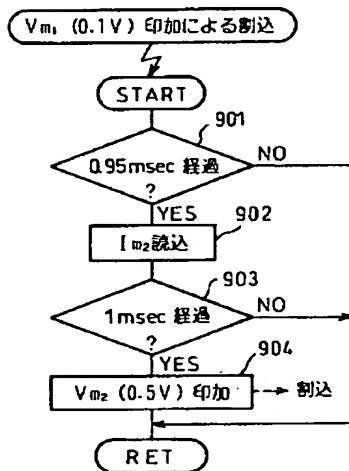 Vm₁ (0.1V) 印加による割込
START
901
0.95msec 経過
?
NO
YES
902
Im₂読込
903
1msec 経過
?
NO
YES
904
Vm₂ (0.5V) 印加
割込
RET